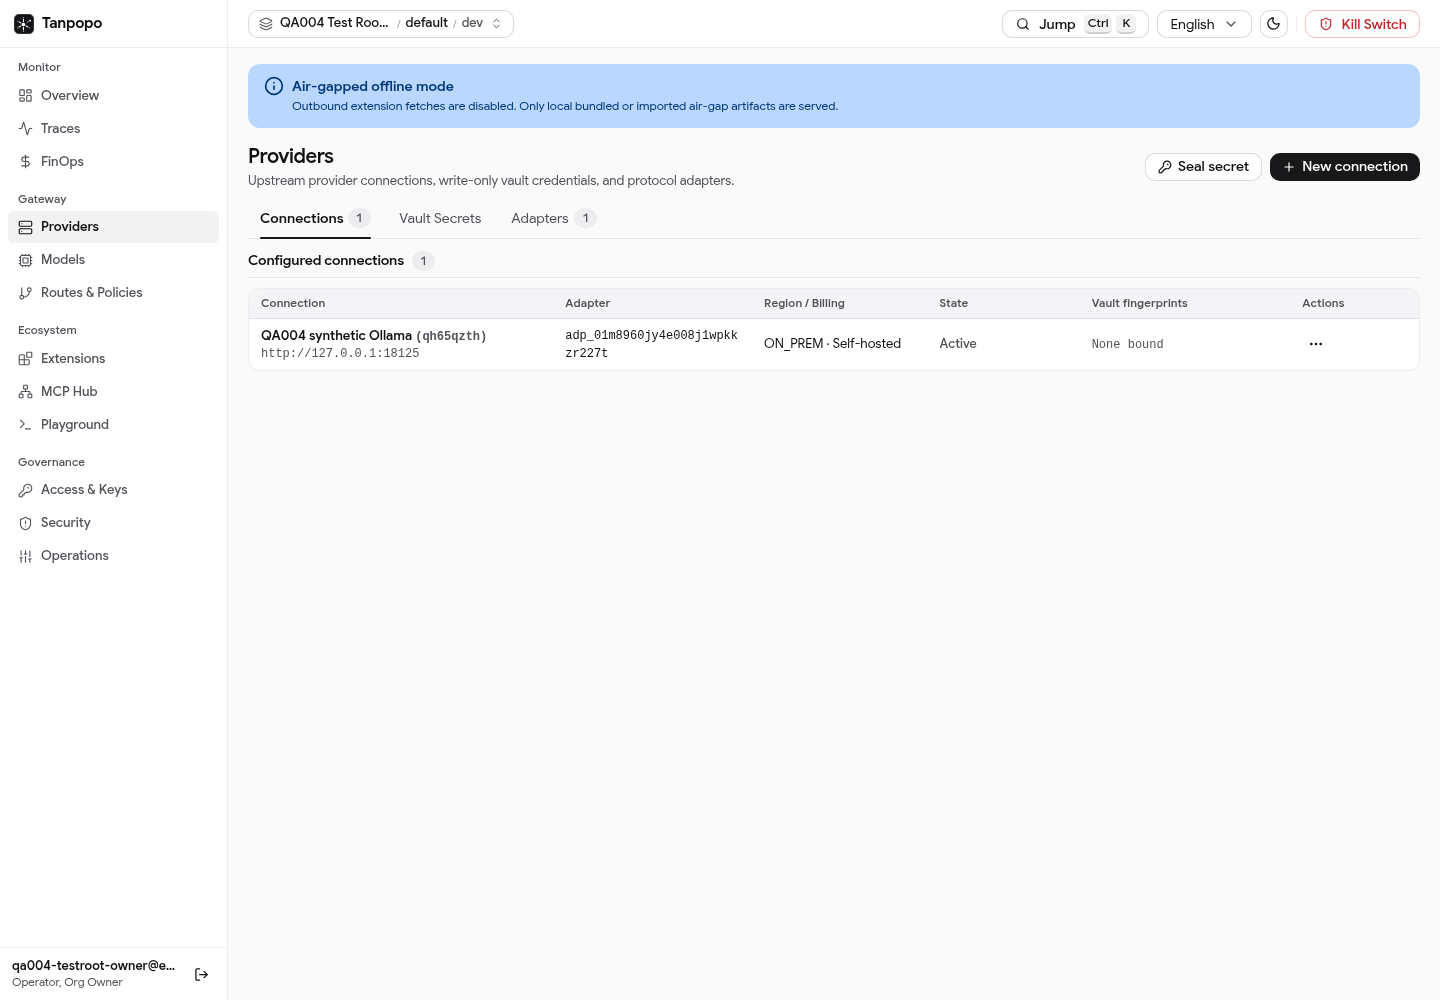 Tanpopo
QA004 Test Roo... / default / dev
Jump Ctrl K
English
Kill Switch
Monitor
Overview
Traces
FinOps
Gateway
Providers
Models
Routes & Policies
Ecosystem
Extensions
MCP Hub
Playground
Governance
Access & Keys
Security
Operations
qa004-testroot-owner@e...
Operator, Org Owner
Air-gapped offline mode
Outbound extension fetches are disabled. Only local bundled or imported air-gap artifacts are served.
Providers
Upstream provider connections, write-only vault credentials, and protocol adapters.
Seal secret
New connection
Connections 1 Vault Secrets Adapters 1
Configured connections 1
Connection Adapter Region / Billing State Vault fingerprints Actions
QA004 synthetic Ollama (qh65qzth)
http://127.0.0.1:18125
adp_01m8960jy4e008j1wpkk
zr227t
ON_PREM · Self-hosted
Active
None bound